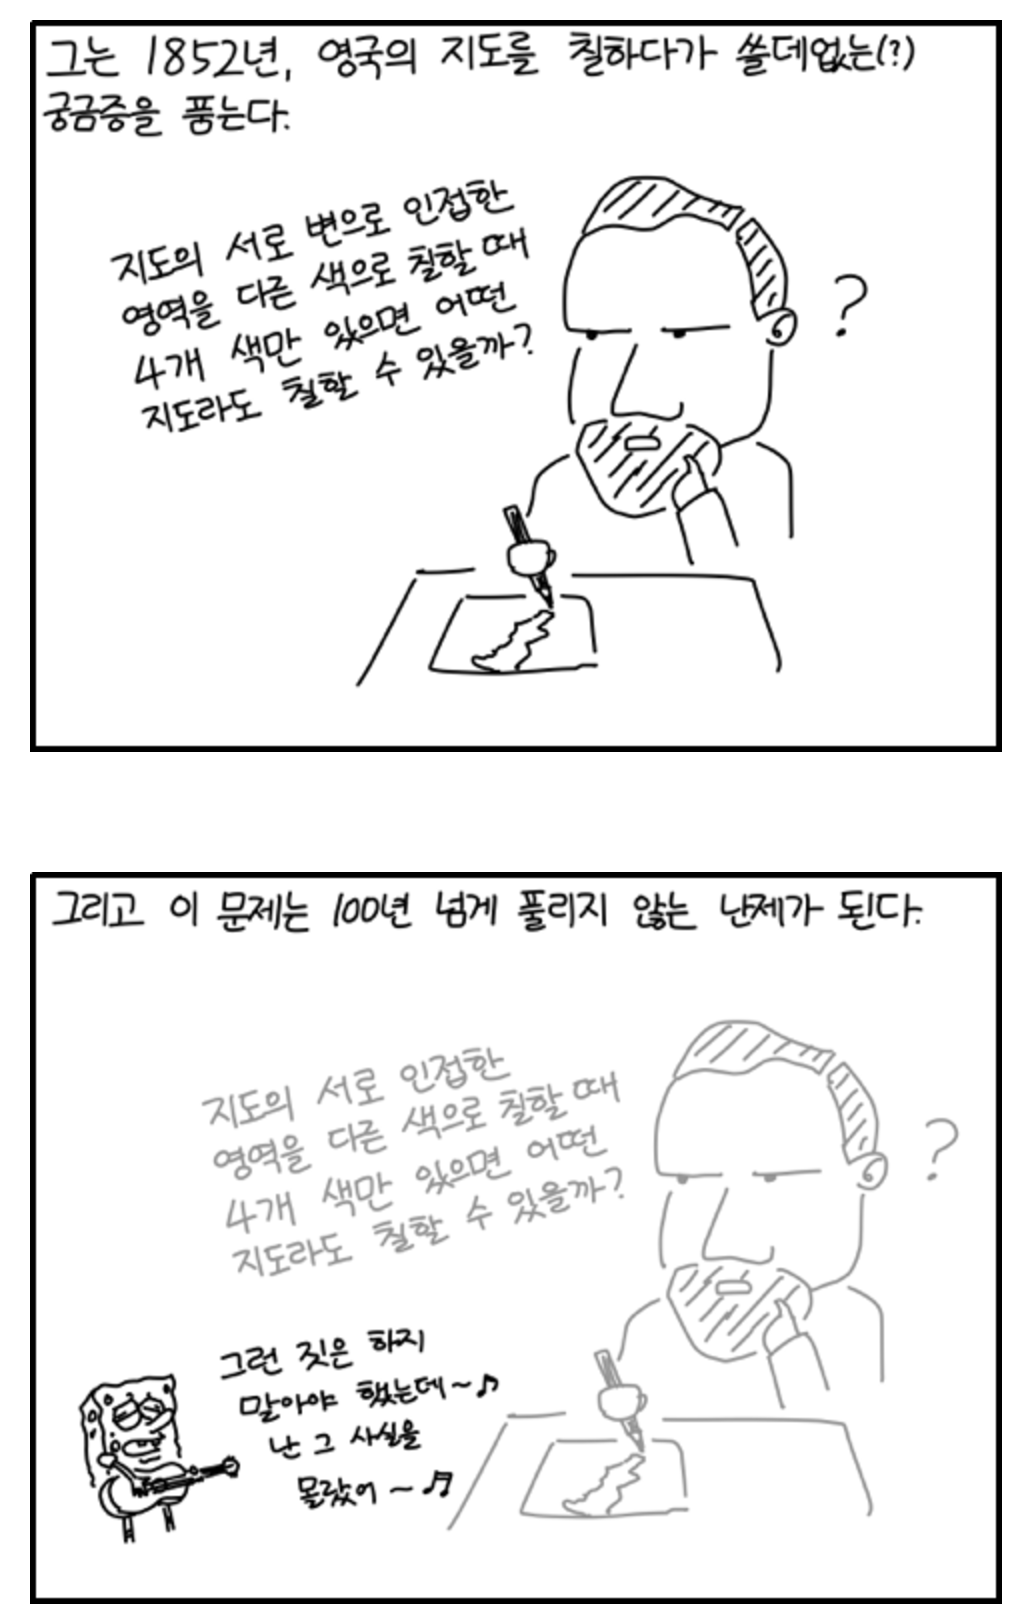 그는 1852년, 영국의 지도를 칠하다가 쓸데없는(?)
궁금증을 품는다.
지도의 서로 변으로 인접한
영역을 다른 색으로 칠할 때
4개 색만 있으면 어떤
지도라도 칠할 수 있을까?
?
그리고 이 문제는 100년 넘게 풀리지 않는 난제가 된다.
지도의 서로 인접한
영역을 다른 색으로 칠할 때
4개 색만 있으면 어떤
지도라도 칠할 수 있을까?
?
그런 짓은 하지
말아야 했는데~♪
난 그 사실을
몰랐어~♬